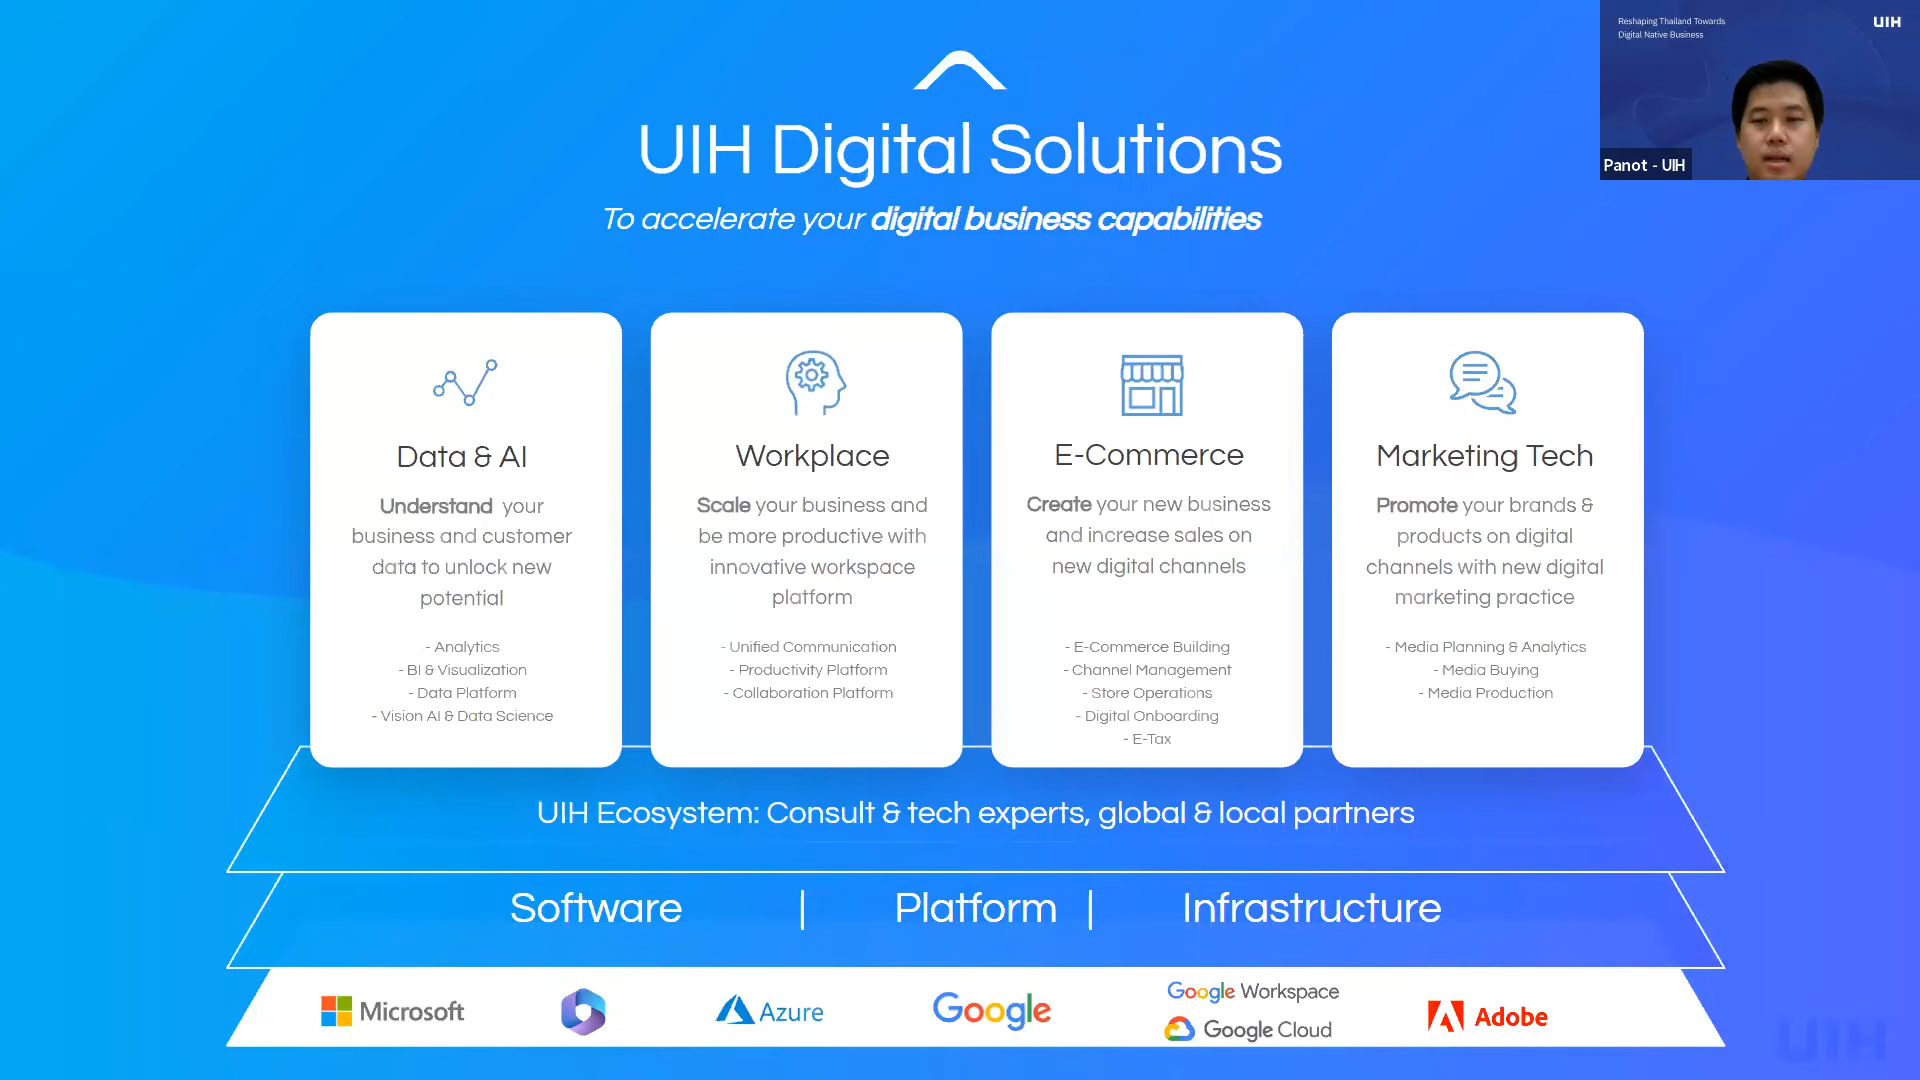 Reshaping Thailand Towards
Digital Native Business
UIH
Panot - UIH
UIH Digital Solutions
To accelerate your digital business capabilities
Data & AI
Understand your
business and customer
data to unlock new
potential
- Analytics
- BI & Visualization
- Data Platform
- Vision AI & Data Science
Workplace
Scale your business and
be more productive with
innovative workspace
platform
- Unified Communication
- Productivity Platform
- Collaboration Platform
E-Commerce
Create your new business
and increase sales on
new digital channels
- E-Commerce Building
- Channel Management
- Store Operations
- Digital Onboarding
- E-Tax
Marketing Tech
Promote your brands &
products on digital
channels with new digital
marketing practice
- Media Planning & Analytics
- Media Buying
- Media Production
UIH Ecosystem: Consult & tech experts, global & local partners
Software | Platform | Infrastructure
Microsoft
Azure
Google
Google Workspace
Google Cloud
Adobe
UIH